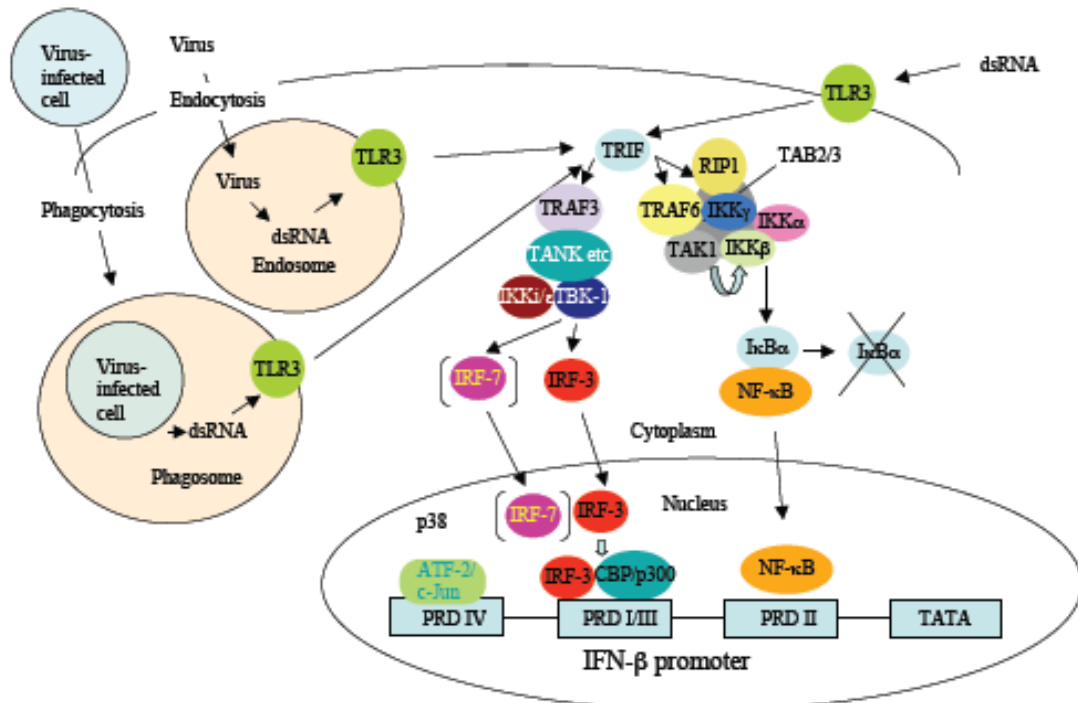 Virus-
infected
cell
Virus
Endocytosis
Phagocytosis
TLR3
Virus
dsRNA
Endosome
Virus-
infected
cell
TLR3
dsRNA
Phagosome
dsRNA
TLR3
TRIF
RIP1
TAB2/3
TRAF3
TRAF6
IKKγ
IKKα
TANK etc
TAK1
IKKβ
IKKi/ε
TBK-1
IRF-7
IRF-3
IκBα
IκBα
NF-κB
Cytoplasm
Nucleus
p38
IRF-7
IRF-3
ATF-2/
c-Jun
IRF-3
CBP/p300
NF-κB
PRD IV
PRD I/III
PRD II
TATA
IFN-β promoter